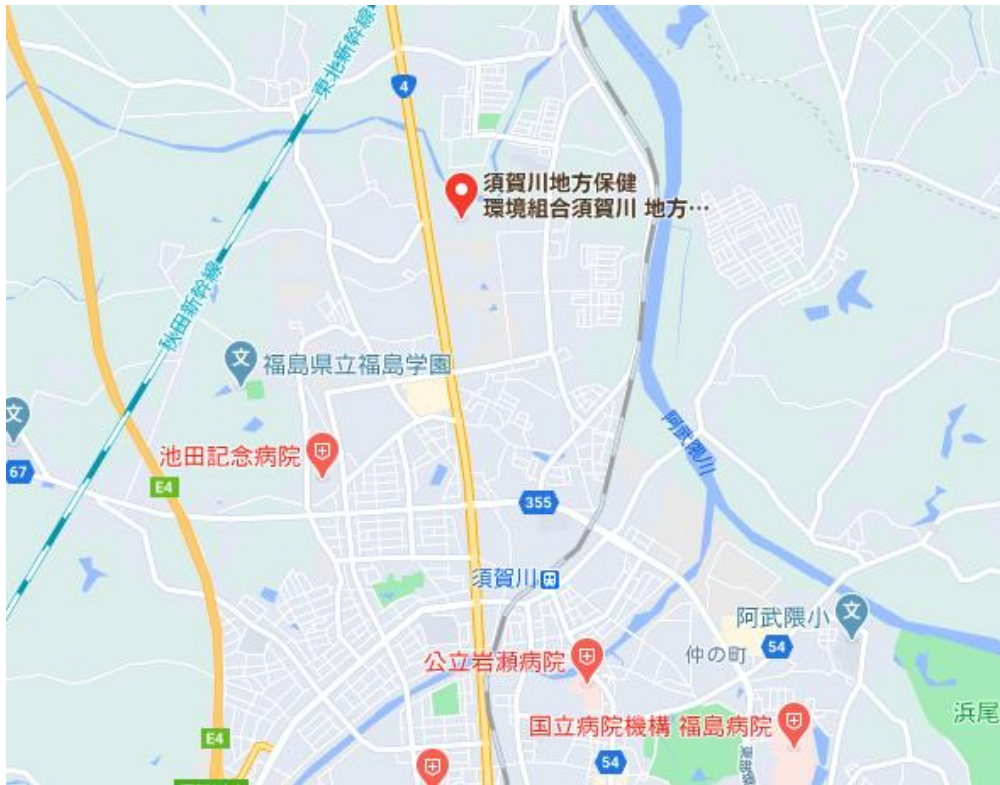 東北新幹線
4
須賀川地方保健
環境組合須賀川 地方…
秋田新幹線
文
福島県立福島学園
文
阿武隈川
池田記念病院
67
E4
355
須賀川
阿武隈小
文
54
仲の町
公立岩瀬病院
国立病院機構 福島病院
浜尾
E4
54